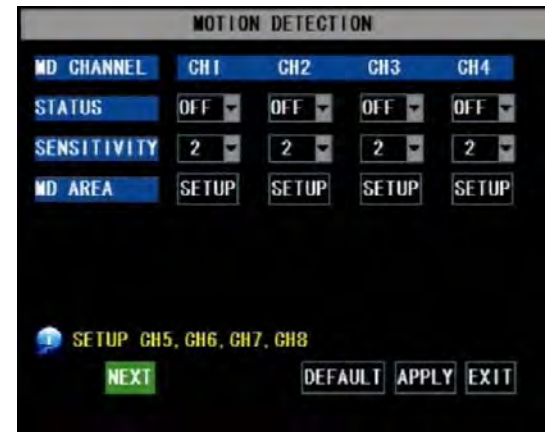 MOTION DETECTION
MD CHANNEL CH1 CH2 CH3 CH4
STATUS OFF OFF OFF OFF
SENSITIVITY 2 2 2 2
MD AREA SETUP SETUP SETUP SETUP
SETUP CH5, CH6, CH7, CH8
NEXT DEFAULT APPLY EXIT